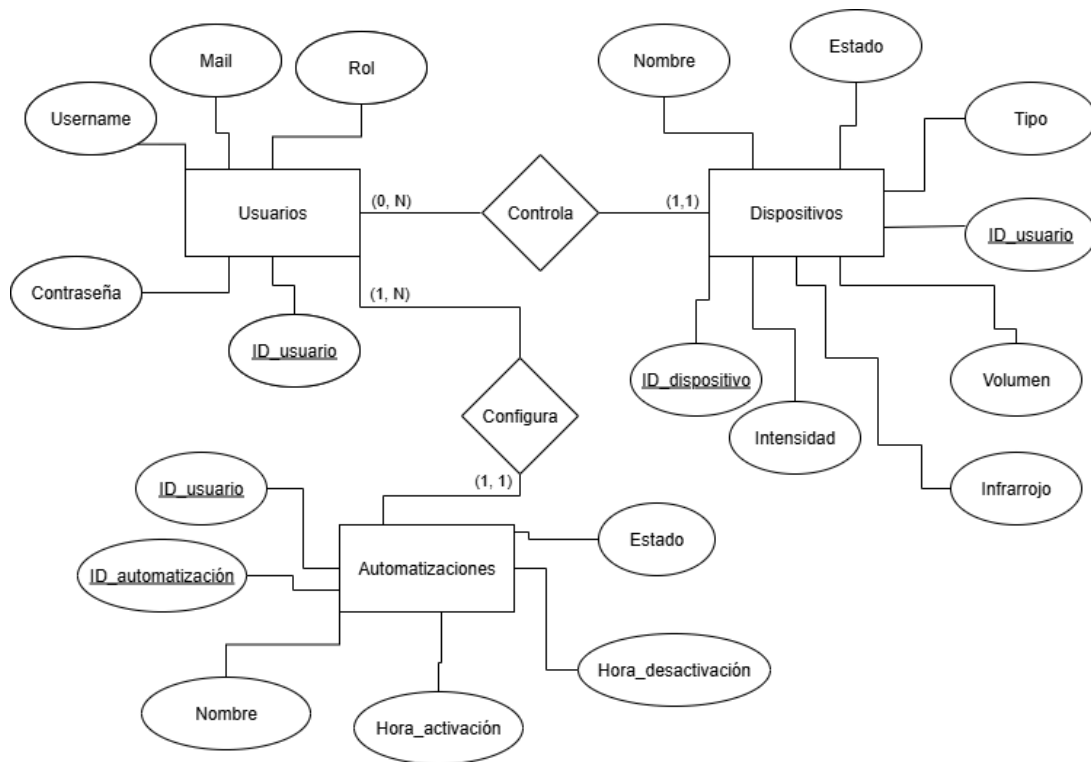 Mail
Rol
Username
Usuarios
Contraseña
ID_usuario
(0, N)
Controla
(1,1)
Nombre
Estado
Tipo
Dispositivos
ID_usuario
ID_dispositivo
Intensidad
Volumen
Infrarrojo
(1, N)
Configura
(1, 1)
ID_usuario
ID_automatización
Automatizaciones
Estado
Nombre
Hora_activación
Hora_desactivación